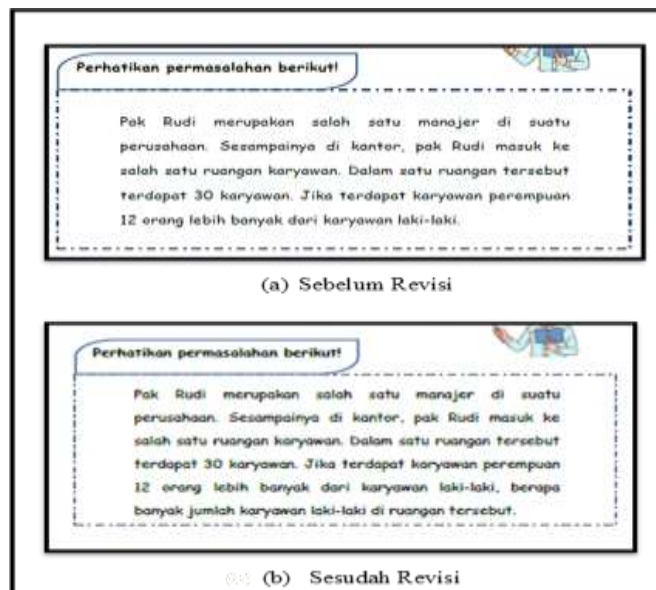 Perhatikan permasalahan berikut!
Pak Rudi merupakan salah satu manajer di suatu
perusahaan. Sesampainya di kantor, pak Rudi masuk ke
salah satu ruangan karyawan. Dalam satu ruangan tersebut
terdapat 30 karyawan. Jika terdapat karyawan perempuan
12 orang lebih banyak dari karyawan laki-laki.
(a) Sebelum Revisi
Perhatikan permasalahan berikut!
Pak Rudi merupakan salah satu manajer di suatu
perusahaan. Sesampainya di kantor, pak Rudi masuk ke
salah satu ruangan karyawan. Dalam satu ruangan tersebut
terdapat 30 karyawan. Jika terdapat karyawan perempuan
12 orang lebih banyak dari karyawan laki-laki, berapa
banyak jumlah karyawan laki-laki di ruangan tersebut.
(b) Sesudah Revisi